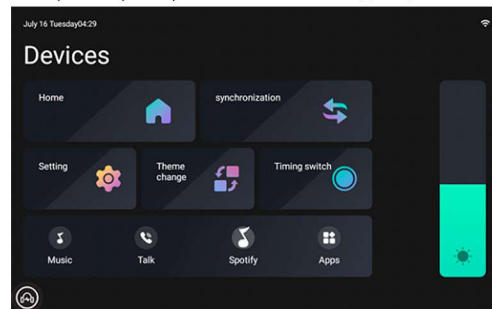 July 16 Tuesday04:29
Devices
Home
synchronization
Setting
Theme
change
Timing switch
Music
Talk
Spotify
Apps